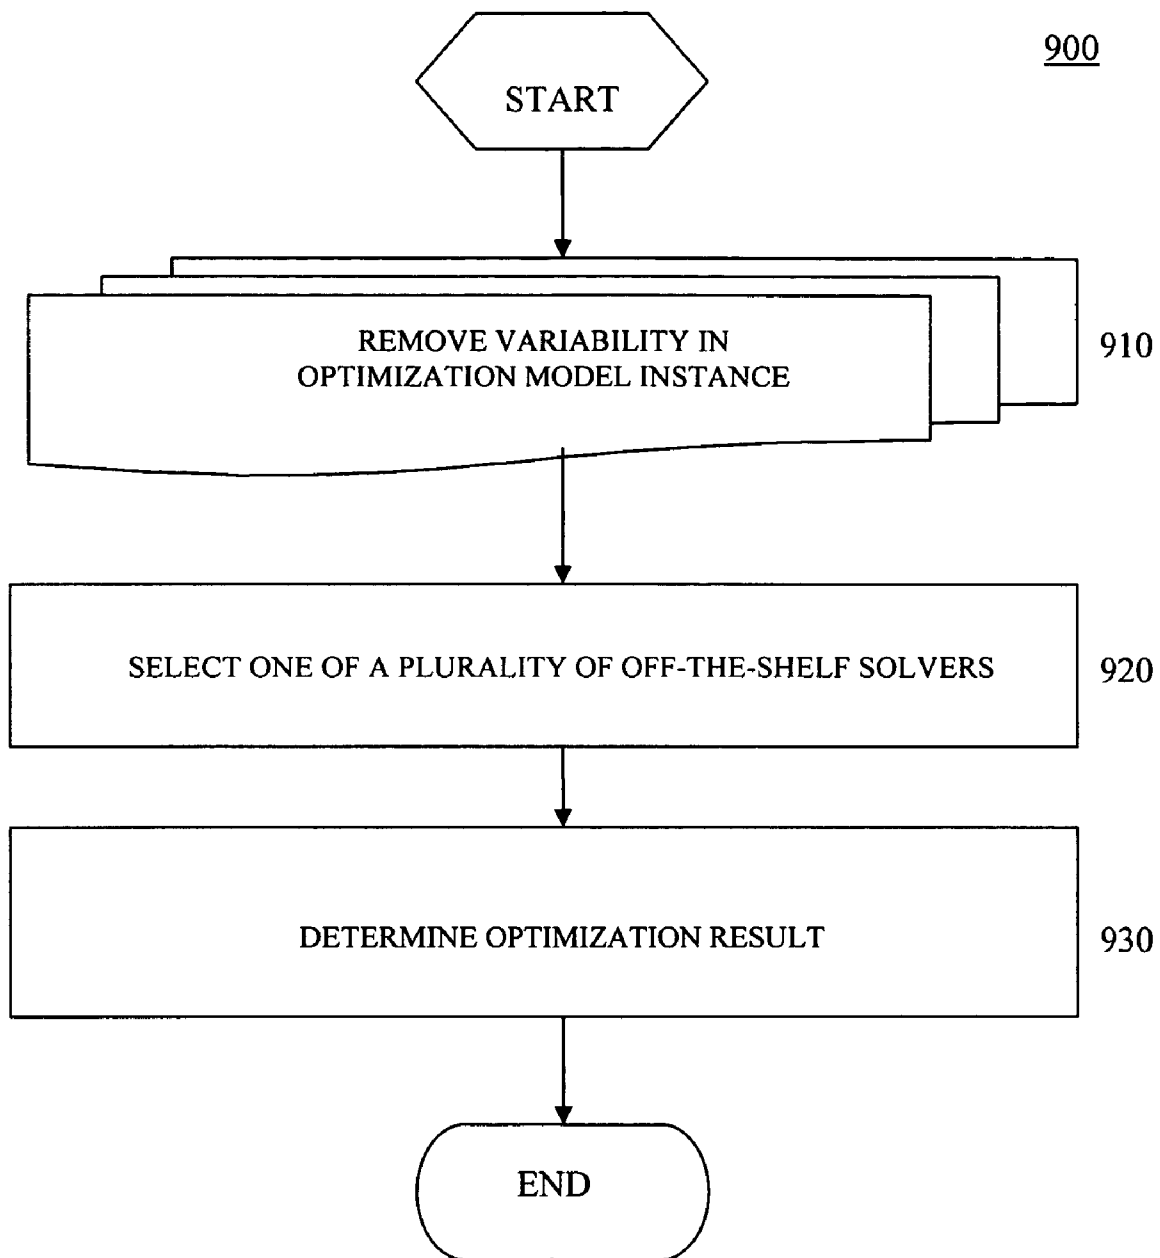 900
START
REMOVE VARIABILITY IN
OPTIMIZATION MODEL INSTANCE
910
SELECT ONE OF A PLURALITY OF OFF-THE-SHELF SOLVERS
920
DETERMINE OPTIMIZATION RESULT
930
END